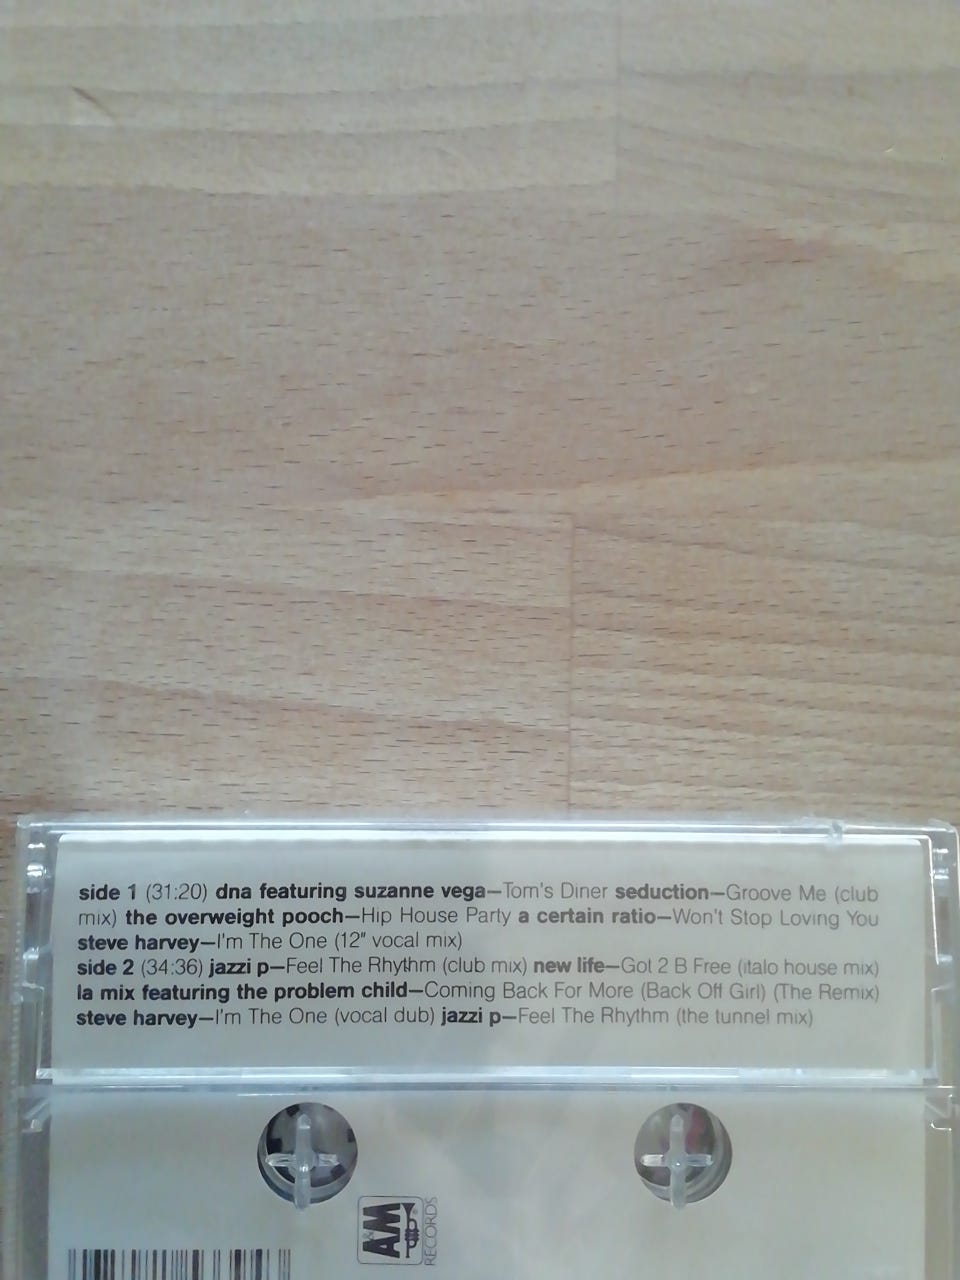 side 1 (31:20) dna featuring suzanne vega—Tom's Diner seduction—Groove Me (club
mix) the overweight pooch—Hip House Party a certain ratio—Won't Stop Loving You
steve harvey—I'm The One (12" vocal mix)
side 2 (34:36) jazzi p—Feel The Rhythm (club mix) new life—Got 2 B Free (italo house mix)
la mix featuring the problem child—Coming Back For More (Back Off Girl) (The Remix)
steve harvey—I'm The One (vocal dub) jazzi p—Feel The Rhythm (the tunnel mix)
A&M
RECORDS